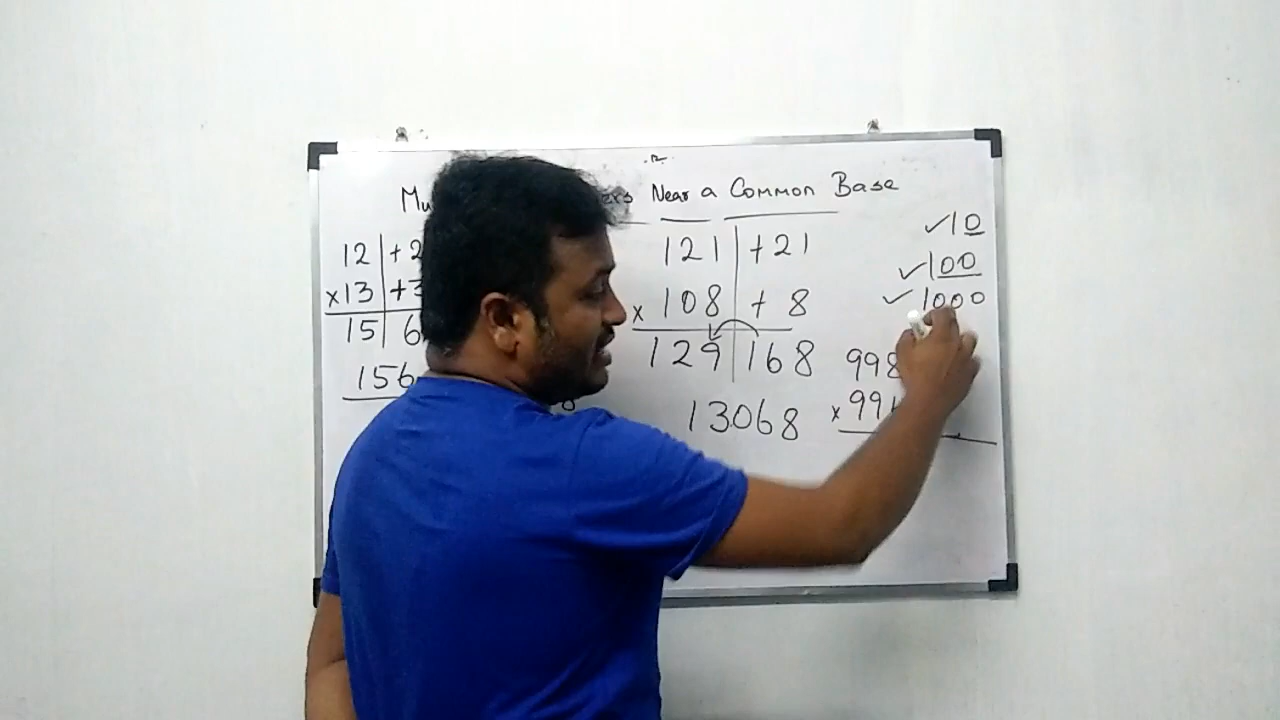 Near a Common Base
12 | +2
x13 | +3
15 | 6
156
121 | +21
x 108 | + 8
129 | 168
13068
✓10
✓100
✓1000
998
x 99